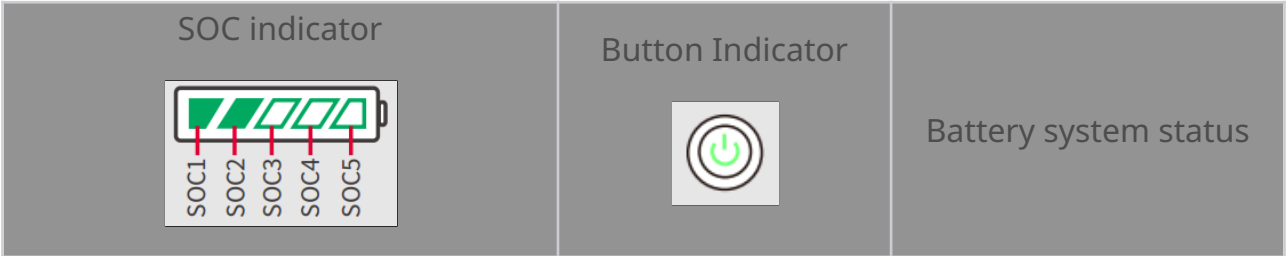 SOC indicator
SOC1
SOC2
SOC3
SOC4
SOC5
Button Indicator
Battery system status